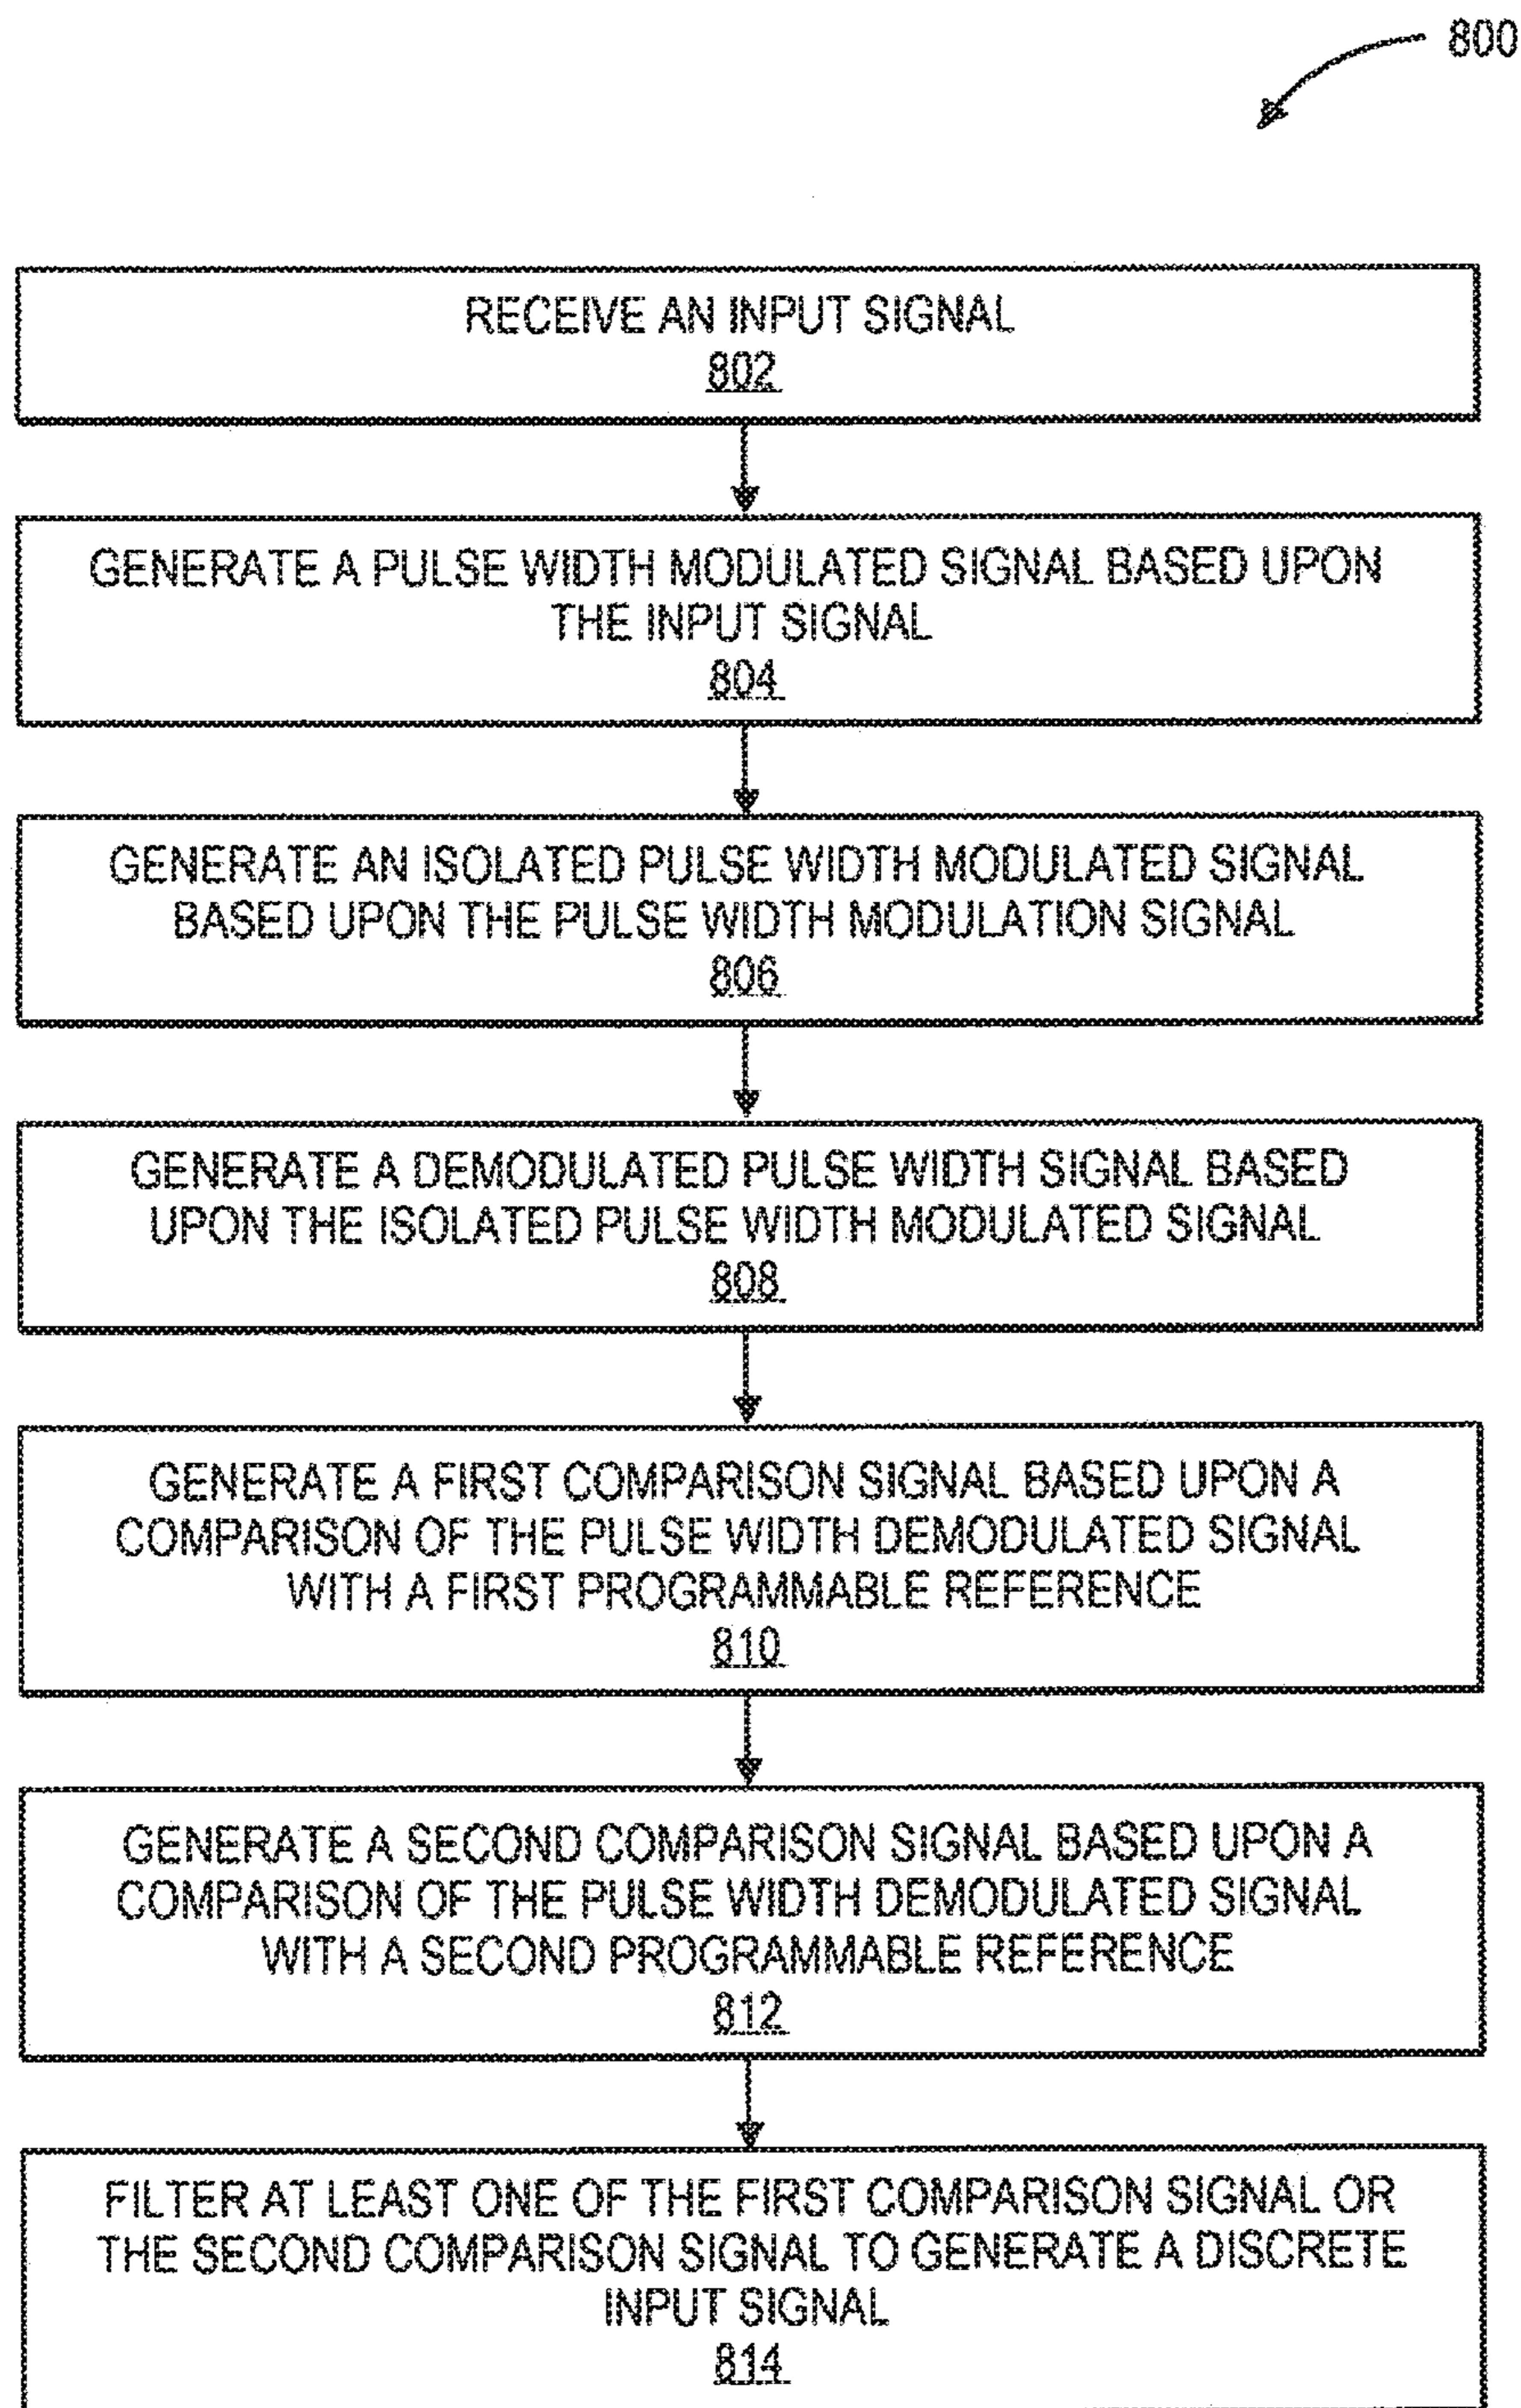 800
RECEIVE AN INPUT SIGNAL
802
GENERATE A PULSE WIDTH MODULATED SIGNAL BASED UPON
THE INPUT SIGNAL
804
GENERATE AN ISOLATED PULSE WIDTH MODULATED SIGNAL
BASED UPON THE PULSE WIDTH MODULATION SIGNAL
806
GENERATE A DEMODULATED PULSE WIDTH SIGNAL BASED
UPON THE ISOLATED PULSE WIDTH MODULATED SIGNAL
808
GENERATE A FIRST COMPARISON SIGNAL BASED UPON A
COMPARISON OF THE PULSE WIDTH DEMODULATED SIGNAL
WITH A FIRST PROGRAMMABLE REFERENCE
810
GENERATE A SECOND COMPARISON SIGNAL BASED UPON A
COMPARISON OF THE PULSE WIDTH DEMODULATED SIGNAL
WITH A SECOND PROGRAMMABLE REFERENCE
812
FILTER AT LEAST ONE OF THE FIRST COMPARISON SIGNAL OR
THE SECOND COMPARISON SIGNAL TO GENERATE A DISCRETE
INPUT SIGNAL
814